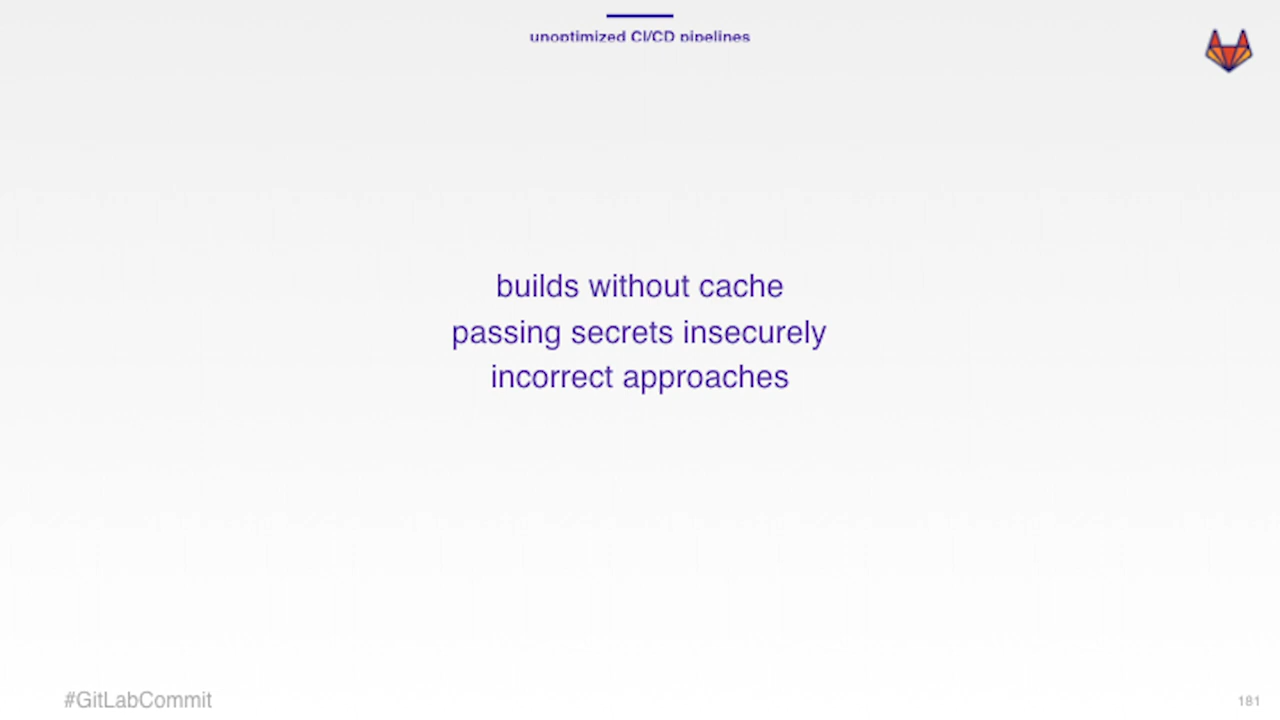 unoptimized CI/CD pipelines
builds without cache
passing secrets insecurely
incorrect approaches
#GitLabCommit
181